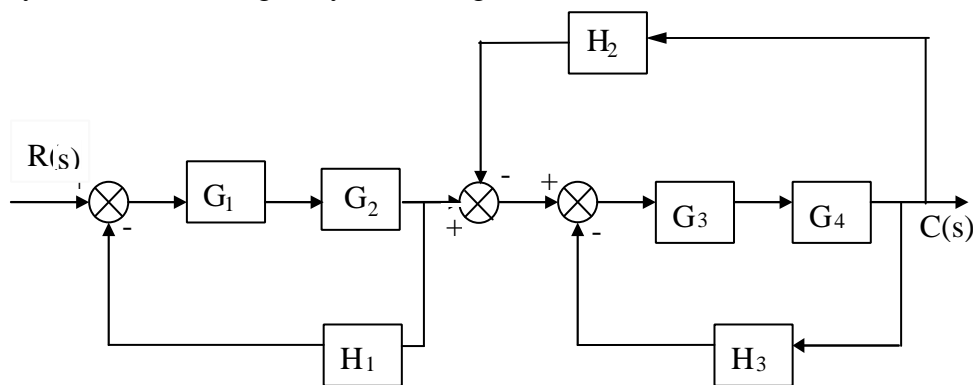 H2
R(s)
+
-
+
G1
G2
G3
G4
-
+
-
C(s)
H1
H3